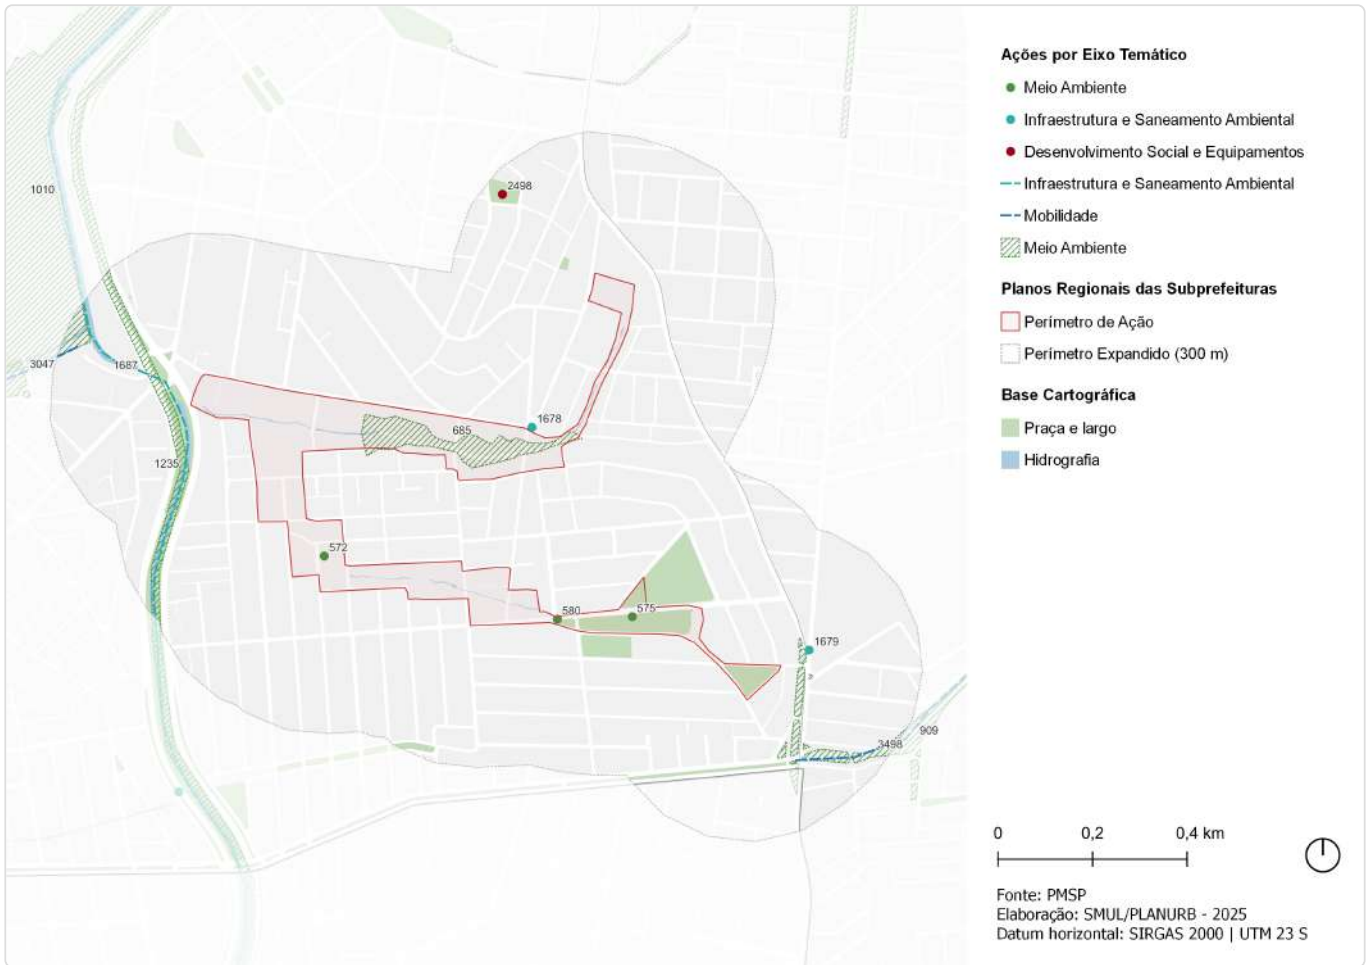 2498
1010
3047
1687
1678
685
1235
572
580
575
1679
909
3498
Ações por Eixo Temático
Meio Ambiente
Infraestrutura e Saneamento Ambiental
Desenvolvimento Social e Equipamentos
Infraestrutura e Saneamento Ambiental
Mobilidade
Meio Ambiente
Planos Regionais das Subprefeituras
Perímetro de Ação
Perímetro Expandido (300 m)
Base Cartográfica
Praça e largo
Hidrografia
0 0,2 0,4 km
Fonte: PMSP
Elaboração: SMUL/PLANURB - 2025
Datum horizontal: SIRGAS 2000 | UTM 23 S